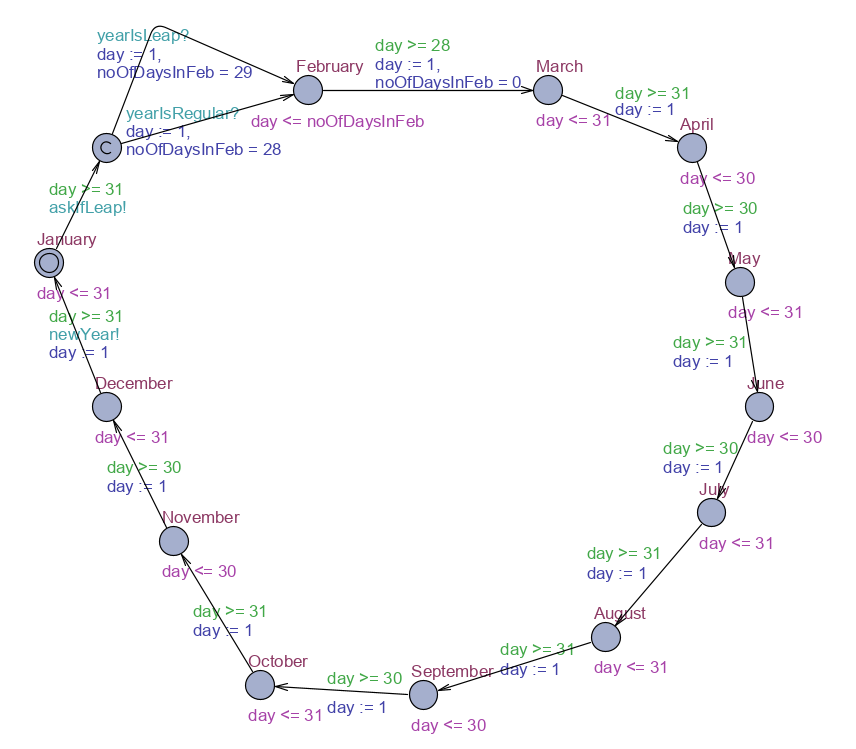 yearIsLeap?
day := 1,
noOfDaysInFeb = 29
February
day <= noOfDaysInFeb
yearIsRegular?
day := 1,
noOfDaysInFeb = 28
C
day >= 28
day := 1,
noOfDaysInFeb = 0
March
day <= 31
day >= 31
day := 1
April
day <= 30
day >= 30
day := 1
May
day <= 31
day >= 31
day := 1
June
day <= 30
day >= 30
day := 1
July
day <= 31
day >= 31
day := 1
August
day <= 31
day >= 31
day := 1
September
day <= 30
day >= 30
day := 1
October
day <= 31
day >= 31
day := 1
November
day <= 30
day >= 30
day := 1
December
day <= 31
day >= 31
newYear!
day := 1
January
day <= 31
day >= 31
askIfLeap!